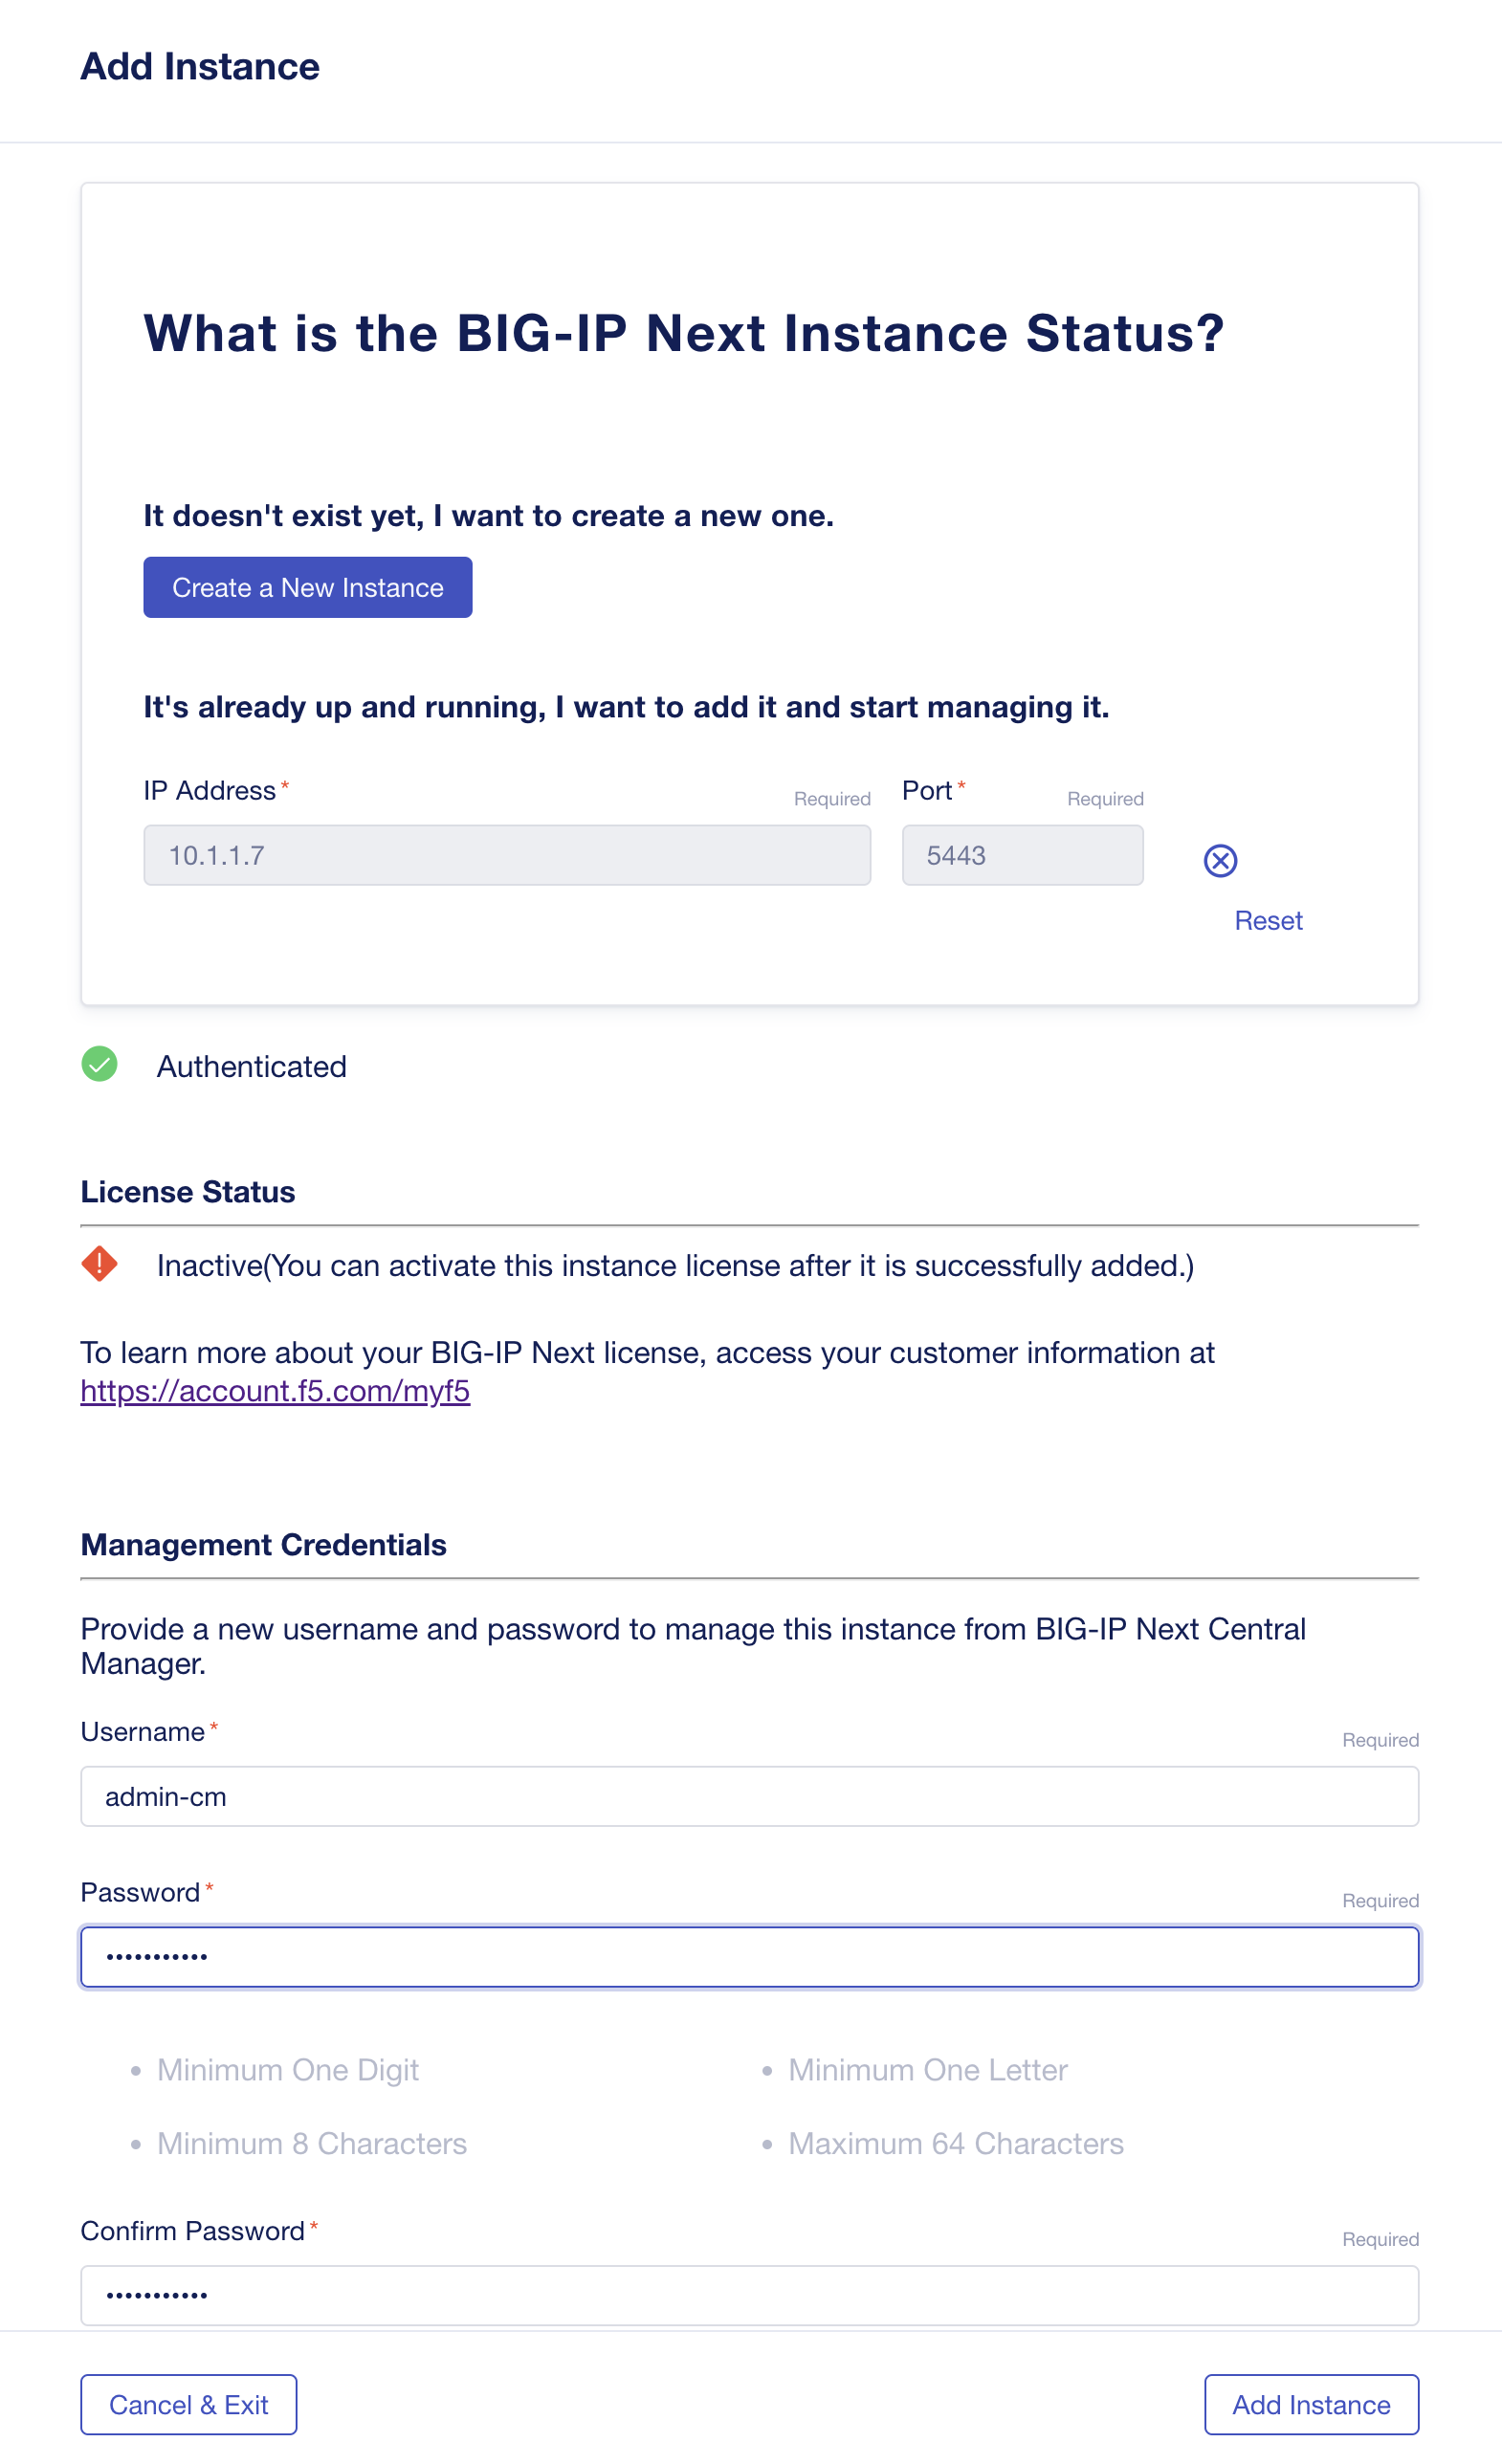 Add Instance
What is the BIG-IP Next Instance Status?
It doesn't exist yet, I want to create a new one.
Create a New Instance
It's already up and running, I want to add it and start managing it.
IP Address* Required Port* Required
10.1.1.7 5443
Reset
Authenticated
License Status
Inactive(You can activate this instance license after it is successfully added.)
To learn more about your BIG-IP Next license, access your customer information at
https://account.f5.com/myf5
Management Credentials
Provide a new username and password to manage this instance from BIG-IP Next Central
Manager.
Username* Required
admin-cm
Password* Required
•••••••••••
• Minimum One Digit • Minimum One Letter
• Minimum 8 Characters • Maximum 64 Characters
Confirm Password* Required
•••••••••••
Cancel & Exit Add Instance